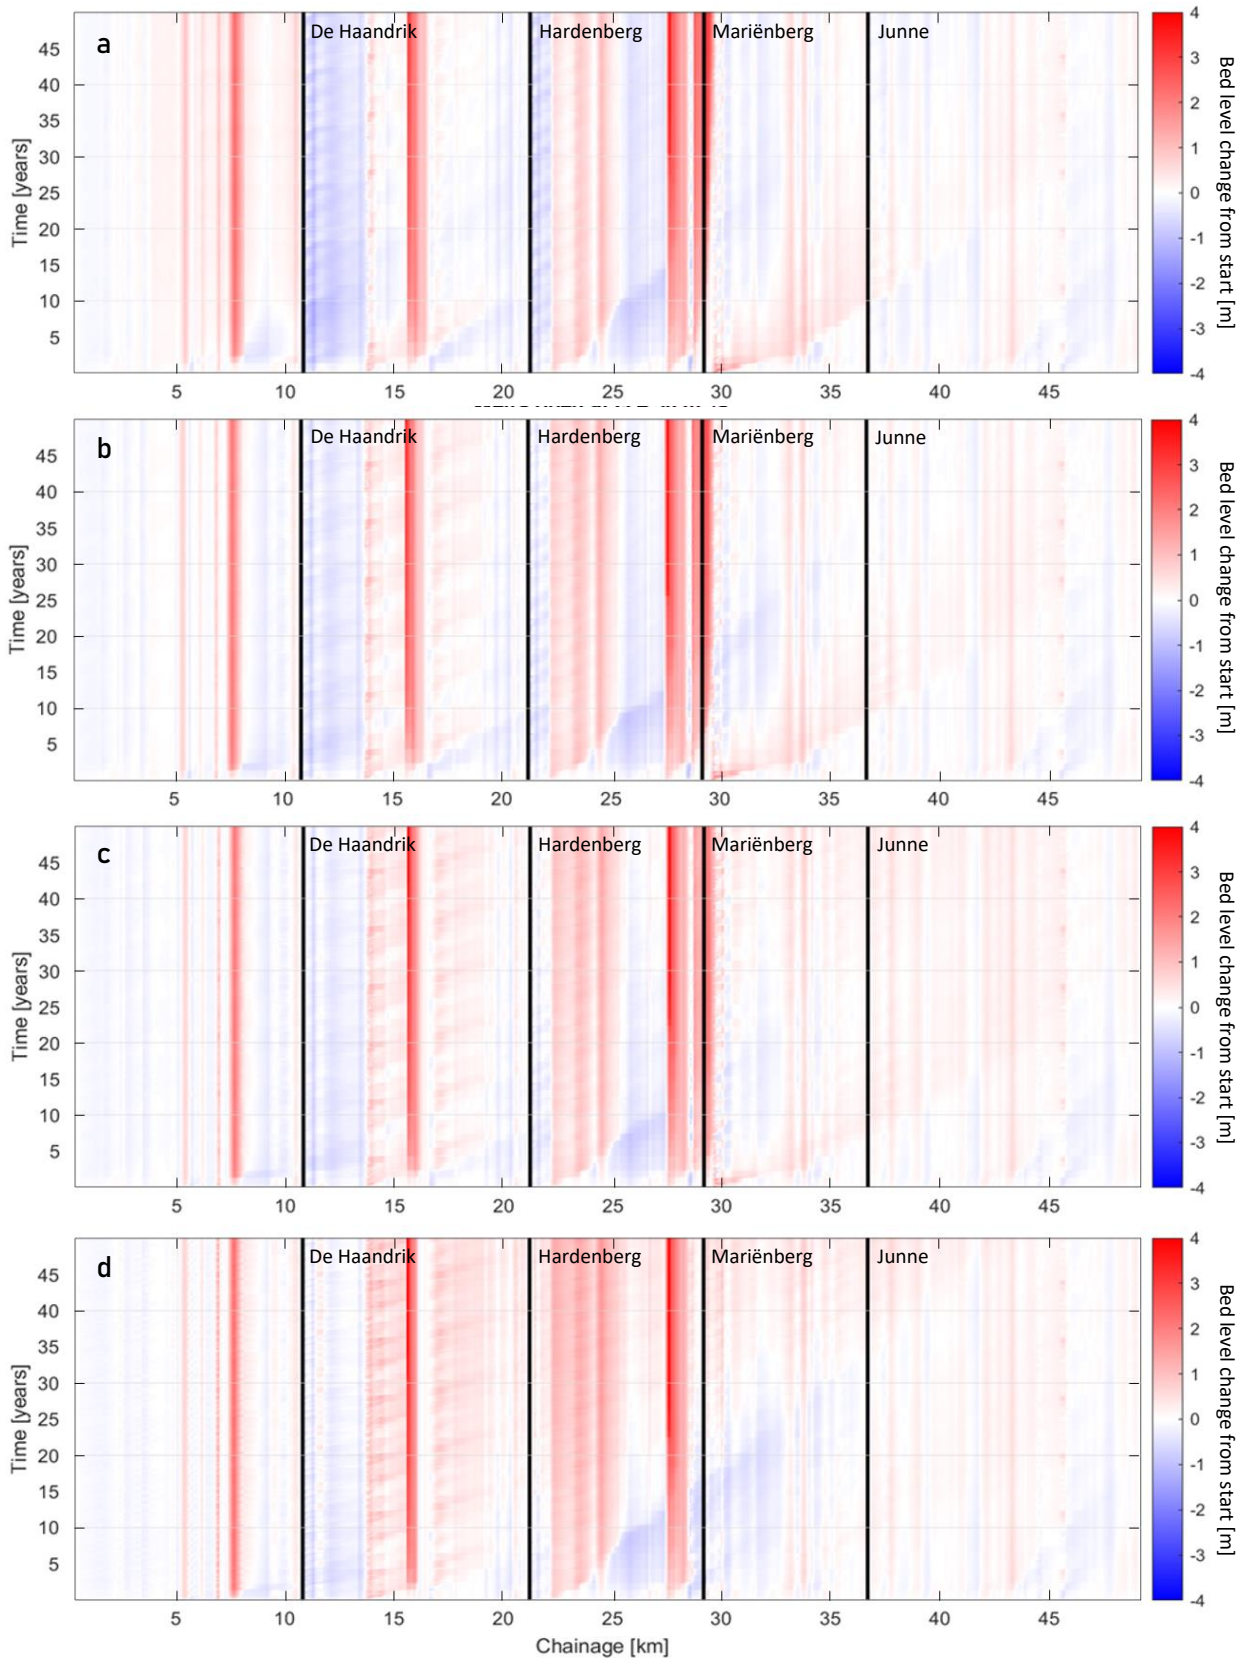 a
De Haandrik
Hardenberg
Mariënberg
Junne
45
40
35
30
25
20
15
10
5
Time [years]
5 10 15 20 25 30 35 40 45
4
3
2
1
0
-1
-2
-3
-4
Bed level change from start [m]
b
De Haandrik
Hardenberg
Mariënberg
Junne
45
40
35
30
25
20
15
10
5
Time [years]
5 10 15 20 25 30 35 40 45
4
3
2
1
0
-1
-2
-3
-4
Bed level change from start [m]
c
De Haandrik
Hardenberg
Mariënberg
Junne
45
40
35
30
25
20
15
10
5
Time [years]
5 10 15 20 25 30 35 40 45
4
3
2
1
0
-1
-2
-3
-4
Bed level change from start [m]
d
De Haandrik
Hardenberg
Mariënberg
Junne
45
40
35
30
25
20
15
10
5
Time [years]
5 10 15 20 25 30 35 40 45
Chainage [km]
4
3
2
1
0
-1
-2
-3
-4
Bed level change from start [m]